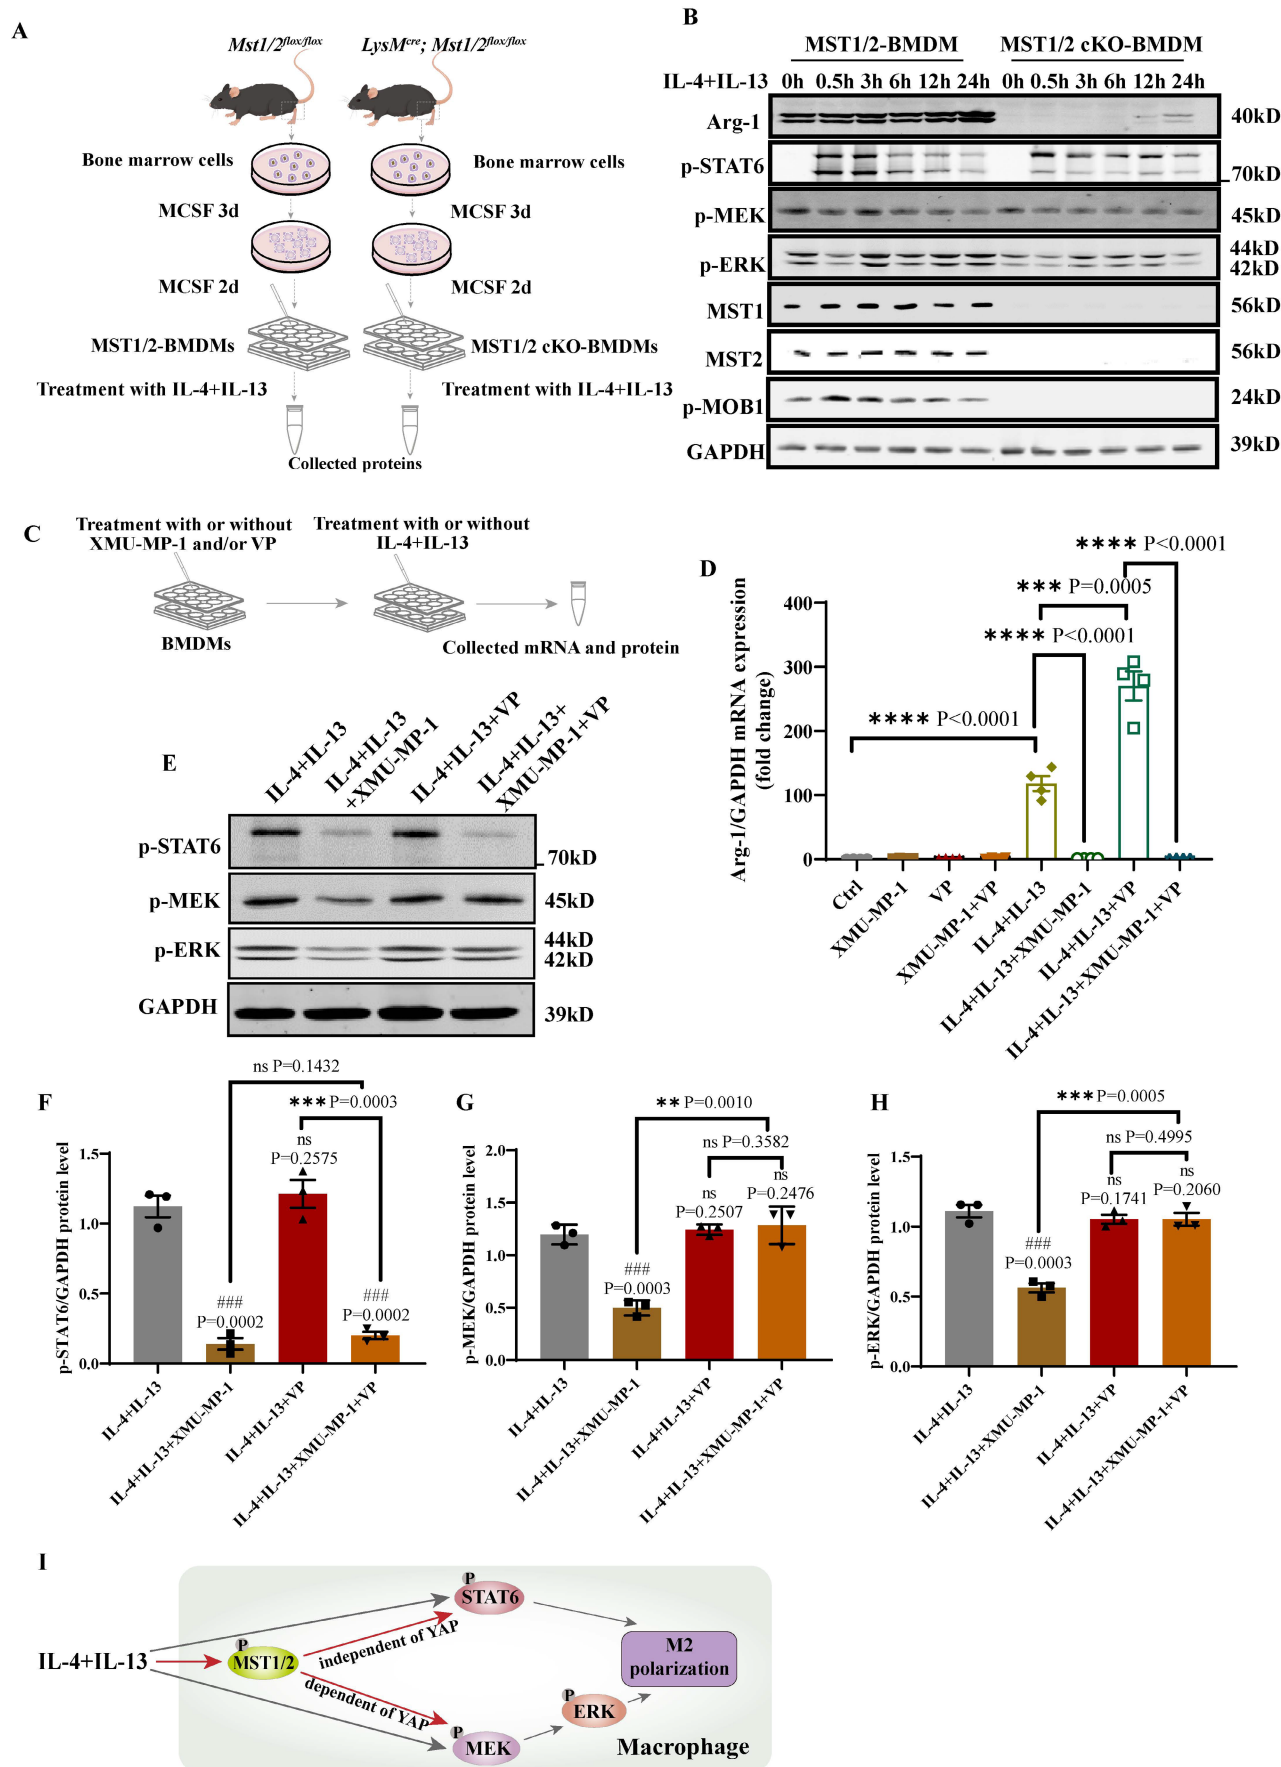 A
Mst1/2flox/flox
LysMcre; Mst1/2flox/flox
Bone marrow cells
Bone marrow cells
MCSF 3d
MCSF 3d
MCSF 2d
MCSF 2d
MST1/2-BMDMs
MST1/2 cKO-BMDMs
Treatment with IL-4+IL-13
Treatment with IL-4+IL-13
Collected proteins
B
MST1/2-BMDM
MST1/2 cKO-BMDM
IL-4+IL-13 0h 0.5h 3h 6h 12h 24h 0h 0.5h 3h 6h 12h 24h
Arg-1 40kD
p-STAT6 70kD
p-MEK 45kD
p-ERK 44kD
42kD
MST1 56kD
MST2 56kD
p-MOB1 24kD
GAPDH 39kD
C
Treatment with or without
XMU-MP-1 and/or VP
Treatment with or without
IL-4+IL-13
BMDMs
Collected mRNA and protein
D
Arg-1/GAPDH mRNA expression
(fold change)
400
300
200
100
0
**** P<0.0001
*** P=0.0005
**** P<0.0001
**** P<0.0001
Ctrl
XMU-MP-1
VP
XMU-MP-1+VP
IL-4+IL-13
IL-4+IL-13+XMU-MP-1
IL-4+IL-13+VP
IL-4+IL-13+XMU-MP-1+VP
E
IL-4+IL-13
IL-4+IL-13
+XMU-MP-1
IL-4+IL-13+VP
IL-4+IL-13+
XMU-MP-1+VP
p-STAT6 70kD
p-MEK 45kD
p-ERK 44kD
42kD
GAPDH 39kD
F
p-STAT6/GAPDH protein level
1.5
1.0
0.5
0.0
ns P=0.1432
*** P=0.0003
ns
P=0.2575
###
P=0.0002
###
P=0.0002
IL-4+IL-13
IL-4+IL-13+XMU-MP-1
IL-4+IL-13+VP
IL-4+IL-13+XMU-MP-1+VP
G
p-MEK/GAPDH protein level
2.0
1.5
1.0
0.5
0.0
** P=0.0010
ns P=0.3582
ns
P=0.2507
ns
P=0.2476
###
P=0.0003
IL-4+IL-13
IL-4+IL-13+XMU-MP-1
IL-4+IL-13+VP
IL-4+IL-13+XMU-MP-1+VP
H
p-ERK/GAPDH protein level
1.5
1.0
0.5
0.0
*** P=0.0005
ns P=0.4995
ns
P=0.1741
ns
P=0.2060
###
P=0.0003
IL-4+IL-13
IL-4+IL-13+XMU-MP-1
IL-4+IL-13+VP
IL-4+IL-13+XMU-MP-1+VP
I
IL-4+IL-13
P
MST1/2
independent of YAP
dependent of YAP
P
STAT6
P
MEK
P
ERK
M2
polarization
Macrophage